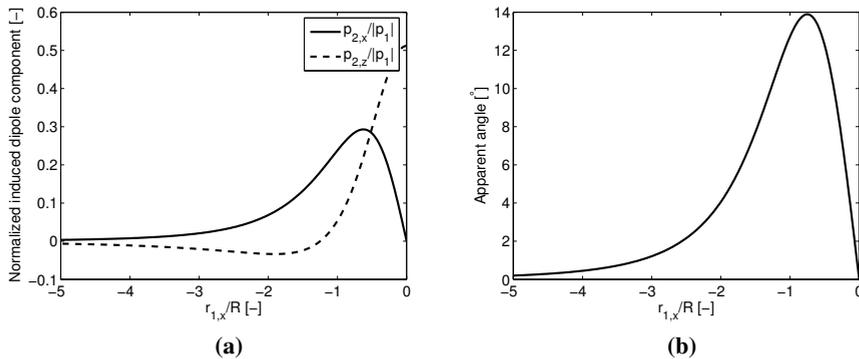 0.6
0.5
0.4
0.3
0.2
0.1
0
−0.1
Normalized induced dipole component [−]
p2,x/|p1|
p2,z/|p1|
−5 −4 −3 −2 −1 0
r1,x/R [−]
(a)
14
12
10
8
6
4
2
0
Apparent angle [°]
−5 −4 −3 −2 −1 0
r1,x/R [−]
(b)